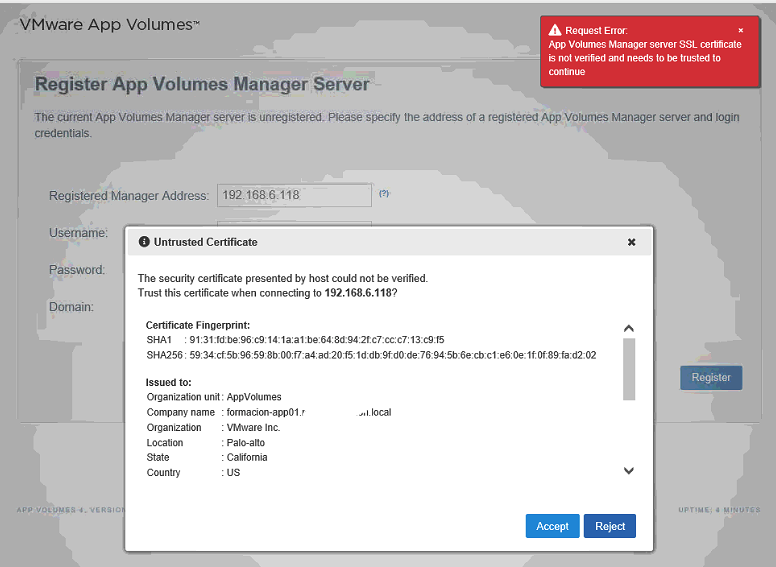 VMware App Volumes™
Request Error:
App Volumes Manager server SSL certificate
is not verified and needs to be trusted to
continue
Register App Volumes Manager Server
The current App Volumes Manager server is unregistered. Please specify the address of a registered App Volumes Manager server and login
credentials.
Registered Manager Address: 192.168.6.118 (?)
Username:
Password:
Domain:
Register
Untrusted Certificate
The security certificate presented by host could not be verified.
Trust this certificate when connecting to 192.168.6.118?
Certificate Fingerprint:
SHA1 : 91:31:fd:be:96:c9:14:1a:a1:be:64:8d:94:2f:c7:cc:c7:13:c9:f5
SHA256 : 59:34:cf:5b:96:59:8b:00:f7:a4:ad:20:f5:1d:db:9f:d0:de:76:94:5b:6e:cb:c1:e6:0e:1f:0f:89:fa:d2:02
Issued to:
Organization unit : AppVolumes
Company name : formacion-app01. .local
Organization : VMware Inc.
Location : Palo-alto
State : California
Country : US
Accept Reject
APP VOLUMES 4, VERSION
UPTIME: 4 MINUTES